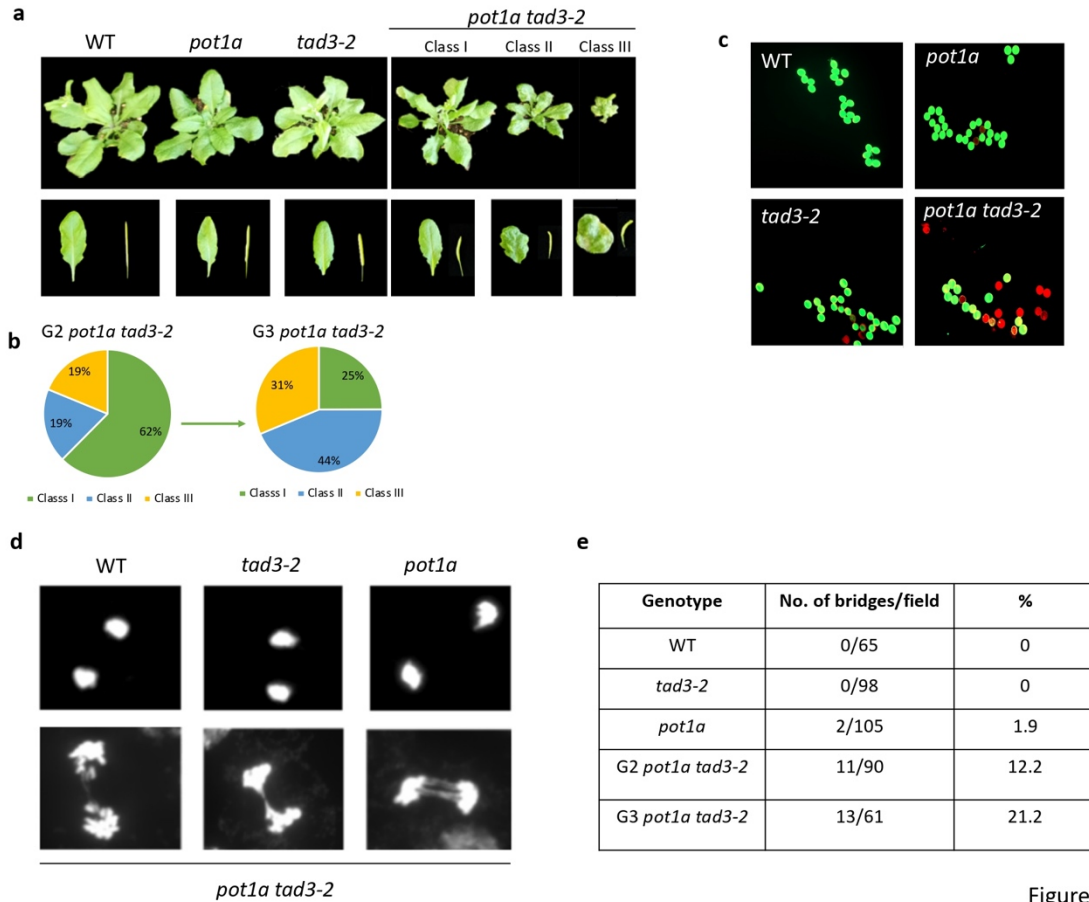 a
pot1a tad3-2
WT pot1a tad3-2 Class I Class II Class III
b
G2 pot1a tad3-2 G3 pot1a tad3-2
19% 19% 62%
31% 25% 44%
Classs I Class II Class III Classs I Class II Class III
c
WT pot1a
tad3-2 pot1a tad3-2
d
WT tad3-2 pot1a
pot1a tad3-2
e
Genotype No. of bridges/field %
WT 0/65 0
tad3-2 0/98 0
pot1a 2/105 1.9
G2 pot1a tad3-2 11/90 12.2
G3 pot1a tad3-2 13/61 21.2
Figure